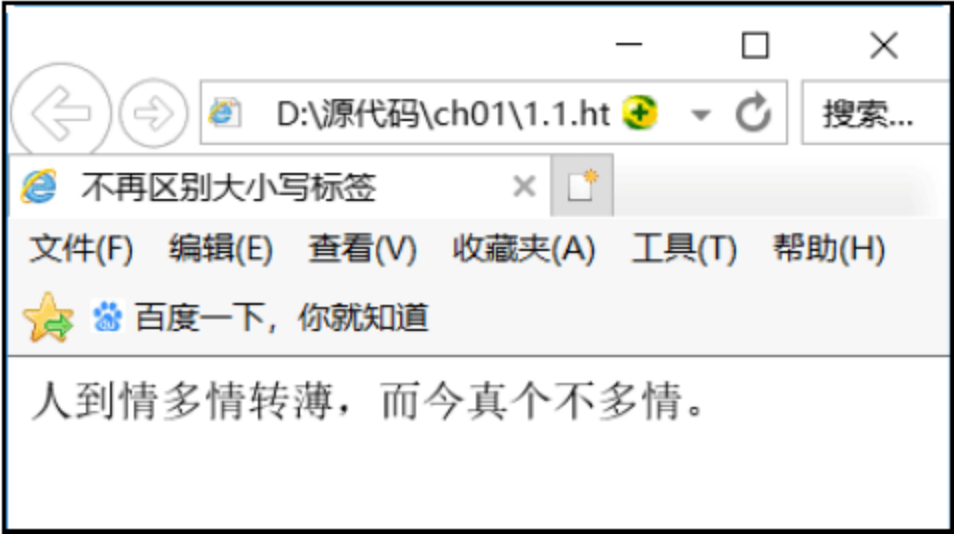 D:\源代码\ch01\1.1.ht 搜索...
不再区别大小写标签
文件(F) 编辑(E) 查看(V) 收藏夹(A) 工具(T) 帮助(H)
百度一下，你就知道
人到情多情转薄，而今真个不多情。